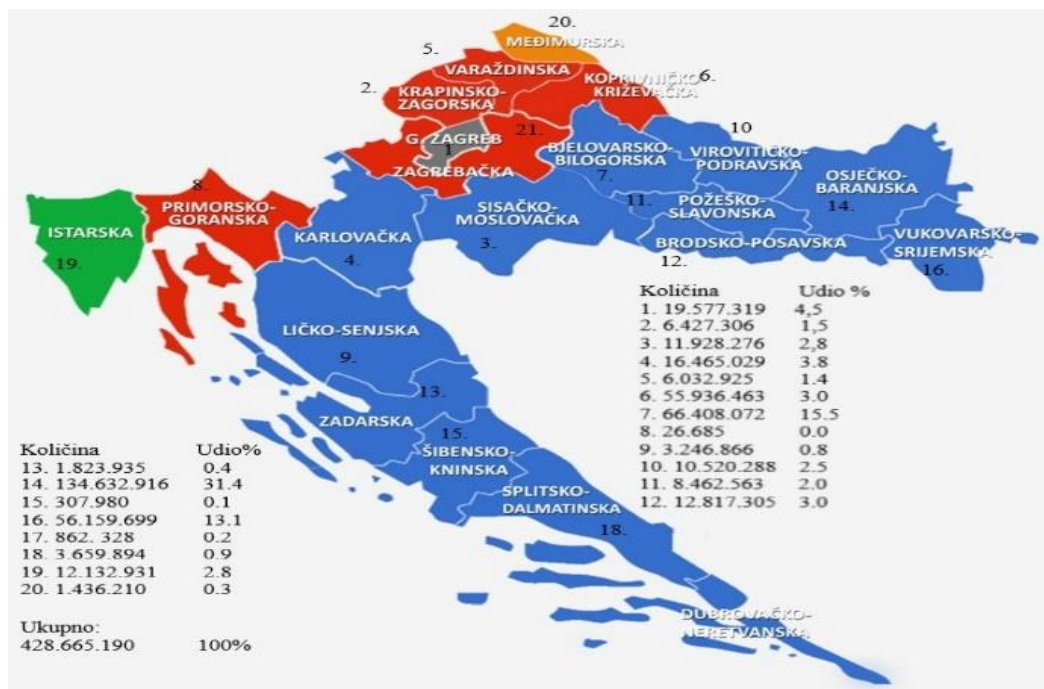 20.
MEĐIMURSKA
5.
VARAŽDINSKA
6.
KOPRIVNIČKO
KRIŽEVAČKA
2.
KRAPINSKO-
ZAGORSKA
21.
G. ZAGREB
1
ZAGREBAČKA
10
BJELOVARSKO-
BILOGORSKA
7.
VIROVITIČKO-
PODRAVSKA
OSJEČKO-
BARANJSKA
14.
8.
PRIMORSKO-
GORANSKA
ISTARSKA
19.
KARLOVAČKA
4.
SISAČKO-
MOSLOVAČKA
3.
11.
POŽEŠKO-
SLAVONSKA
BRODSKO-POSAVSKA
12.
VUKOVARSKO-
SRIJEMSKA
16.
LIČKO-SENJSKA
9.
13.
ZADARSKA
15.
ŠIBENSKO-
KNINSKA
SPLITSKO-
DALMATINSKA
18.
DUBROVAČKO-
NERETVANSKA
Količina Udio %
1. 19.577.319 4,5
2. 6.427.306 1,5
3. 11.928.276 2,8
4. 16.465.029 3.8
5. 6.032.925 1.4
6. 55.936.463 3.0
7. 66.408.072 15.5
8. 26.685 0.0
9. 3.246.866 0.8
10. 10.520.288 2.5
11. 8.462.563 2.0
12. 12.817.305 3.0
Količina Udio%
13. 1.823.935 0.4
14. 134.632.916 31.4
15. 307.980 0.1
16. 56.159.699 13.1
17. 862. 328 0.2
18. 3.659.894 0.9
19. 12.132.931 2.8
20. 1.436.210 0.3
Ukupno:
428.665.190 100%